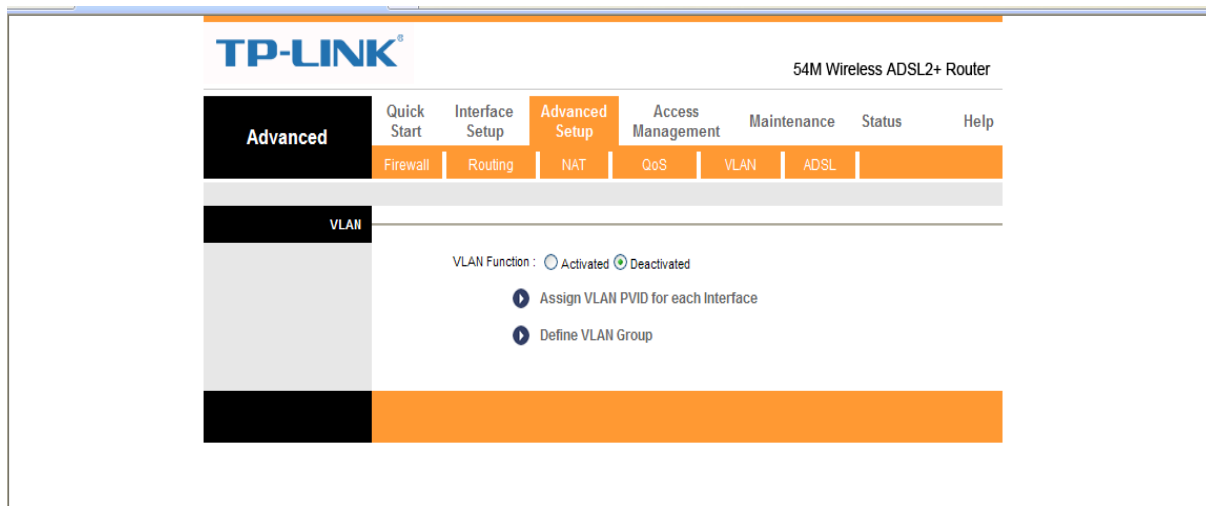 TP-LINK®
54M Wireless ADSL2+ Router
Advanced
Quick Start
Interface Setup
Advanced Setup
Access Management
Maintenance
Status
Help
Firewall
Routing
NAT
QoS
VLAN
ADSL
VLAN
VLAN Function : Activated Deactivated
Assign VLAN PVID for each Interface
Define VLAN Group